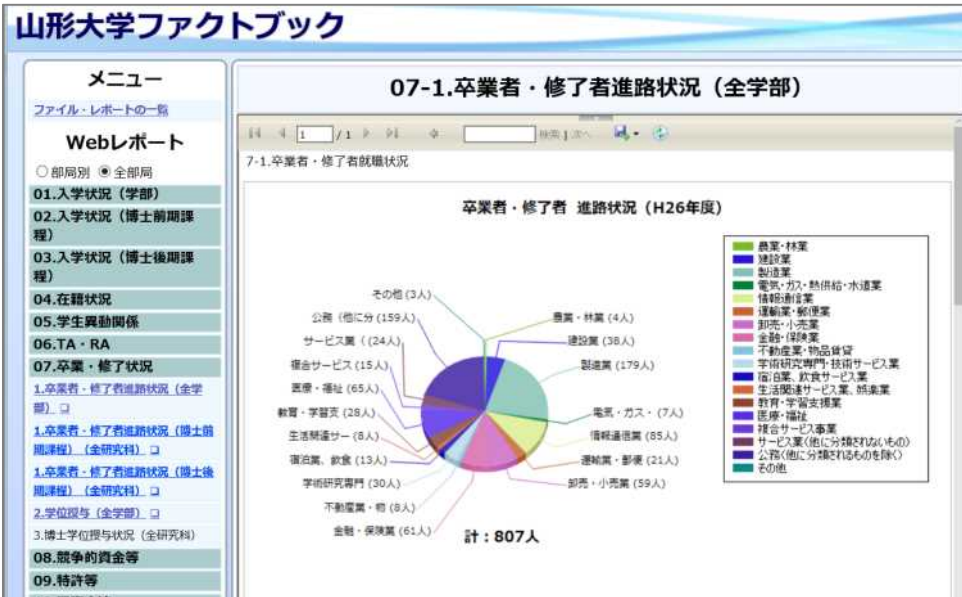 山形大学ファクトブック
メニュー
ファイル・レポートの一覧
Webレポート
部局別 全部局
01.入学状況（学部）
02.入学状況（博士前期課
程）
03.入学状況（博士後期課
程）
04.在籍状況
05.学生異動関係
06.TA・RA
07.卒業・修了状況
1.卒業者・修了者進路状況（全学
部）
1.卒業者・修了者進路状況（博士前
期課程）（全研究科）
1.卒業者・修了者進路状況（博士後
期課程）（全研究科）
2.学位授与（全学部）
3.博士学位授与状況（全研究科）
08.競争的資金等
09.特許等
07-1.卒業者・修了者進路状況（全学部）
1 / 1 検索 | 次へ
7-1.卒業者・修了者就職状況
卒業者・修了者 進路状況（H26年度）
その他 (3人)
公務（他に分 (159人)
サービス業（ (24人)
複合サービス (15人)
医療・福祉 (65人)
教育・学習支 (28人)
生活関連サー (8人)
宿泊業、飲食 (13人)
学術研究専門 (30人)
不動産業・物 (8人)
金融・保険業 (61人)
農業・林業 (4人)
建設業 (38人)
製造業 (179人)
電気・ガス・ (7人)
情報通信業 (85人)
運輸業・郵便 (21人)
卸売・小売業 (59人)
計：807人
農業・林業
建設業
製造業
電気・ガス・熱供給・水道業
情報通信業
運輸業・郵便業
卸売・小売業
金融・保険業
不動産業・物品賃貸
学術研究専門・技術サービス業
宿泊業、飲食サービス業
生活関連サービス業、娯楽業
教育・学習支援業
医療・福祉
複合サービス事業
サービス業(他に分類されないもの)
公務(他に分類されるものを除く)
その他